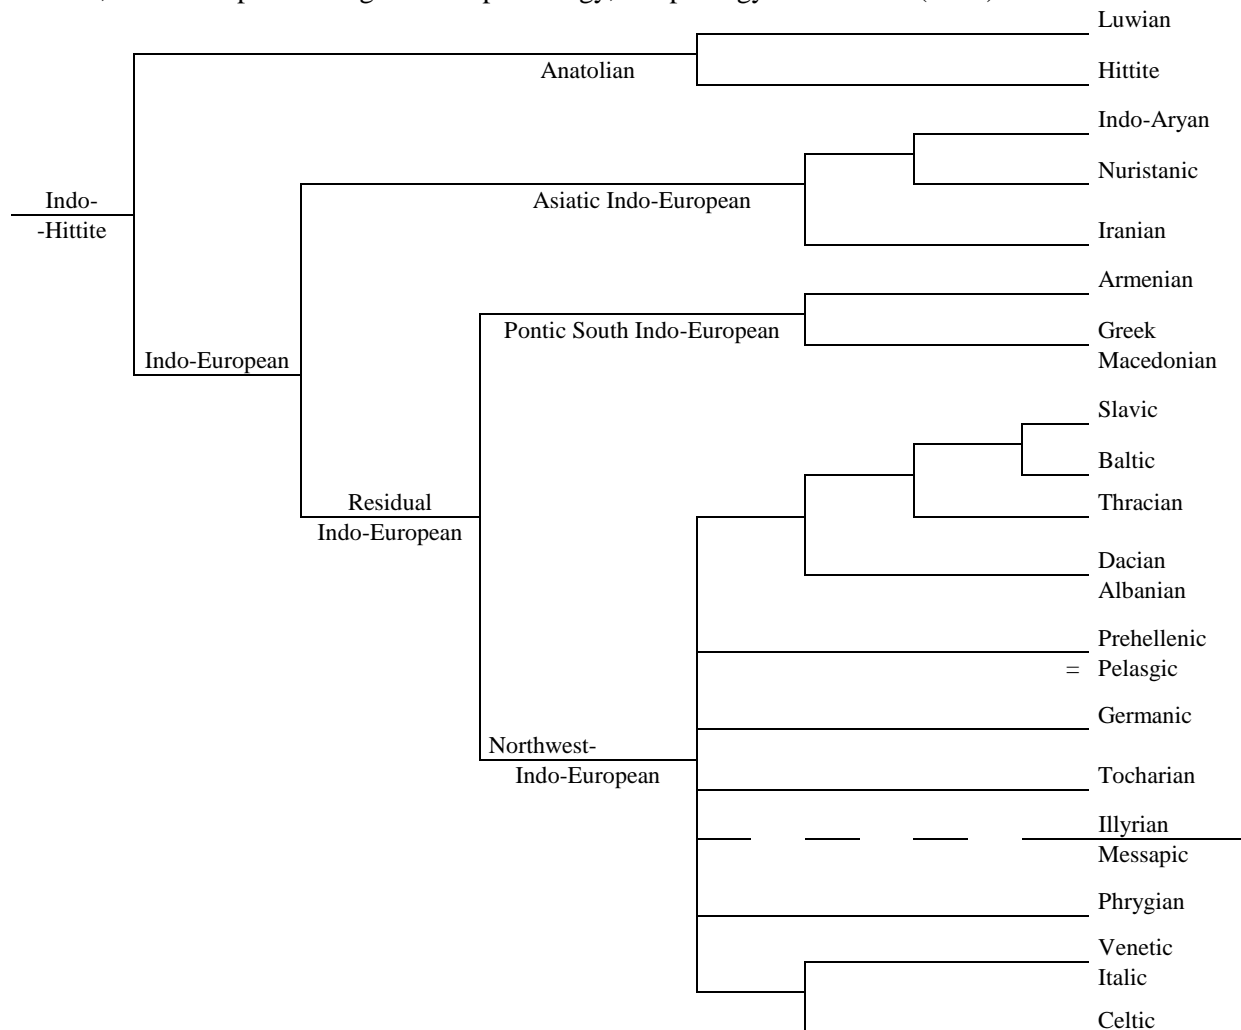 Luwian
Anatolian
Hittite
Indo-Aryan
Nuristanic
Indo-
-Hittite
Asiatic Indo-European
Iranian
Armenian
Pontic South Indo-European
Greek
Macedonian
Indo-European
Slavic
Baltic
Residual
Indo-European
Thracian
Dacian
Albanian
Prehellenic
= Pelasgic
Germanic
Northwest-
Indo-European
Tocharian
Illyrian
Messapic
Phrygian
Venetic
Italic
Celtic